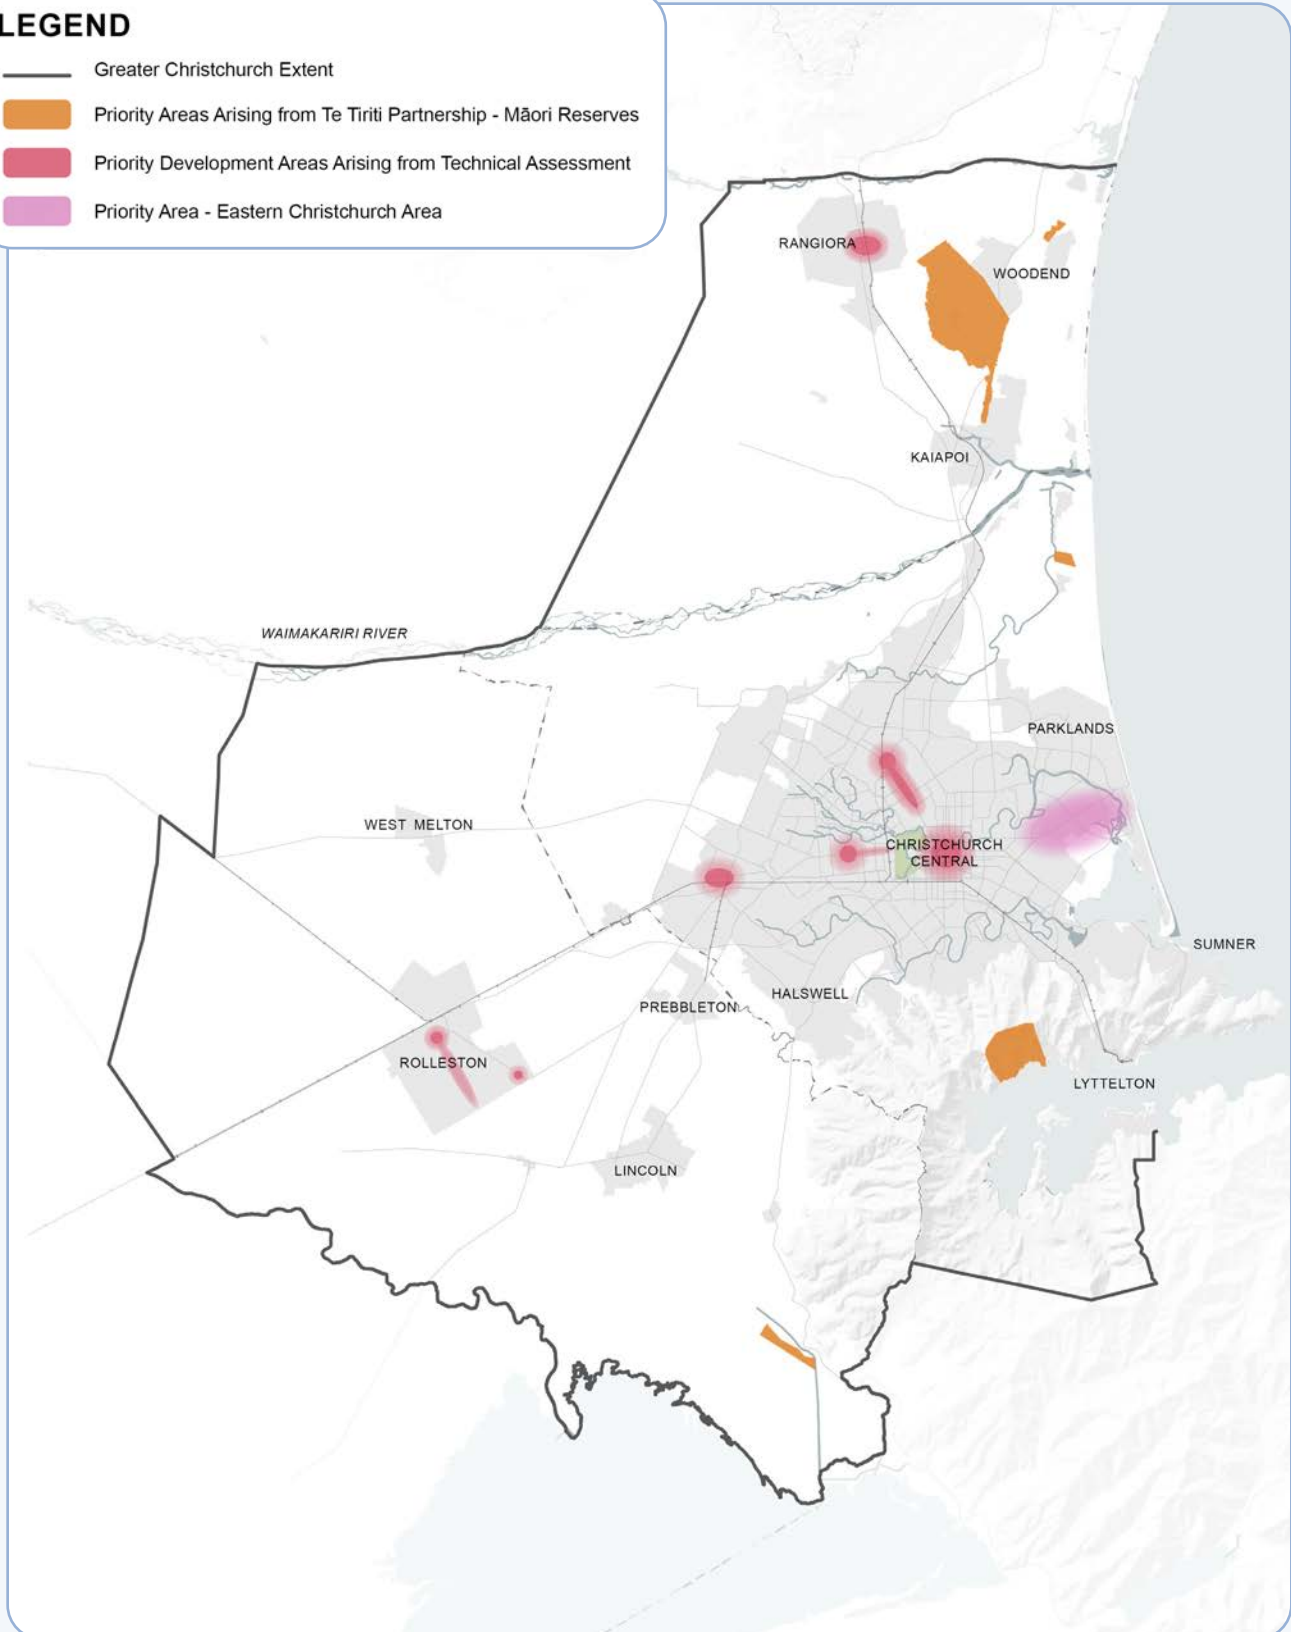 LEGEND
Greater Christchurch Extent
Priority Areas Arising from Te Tiriti Partnership - Māori Reserves
Priority Development Areas Arising from Technical Assessment
Priority Area - Eastern Christchurch Area
RANGIORA
WOODEND
KAIAPOI
WAIMAKARIRI RIVER
PARKLANDS
WEST MELTON
CHRISTCHURCH
CENTRAL
SUMNER
HALSWELL
PREBBLETON
ROLLESTON
LYTTELTON
LINCOLN